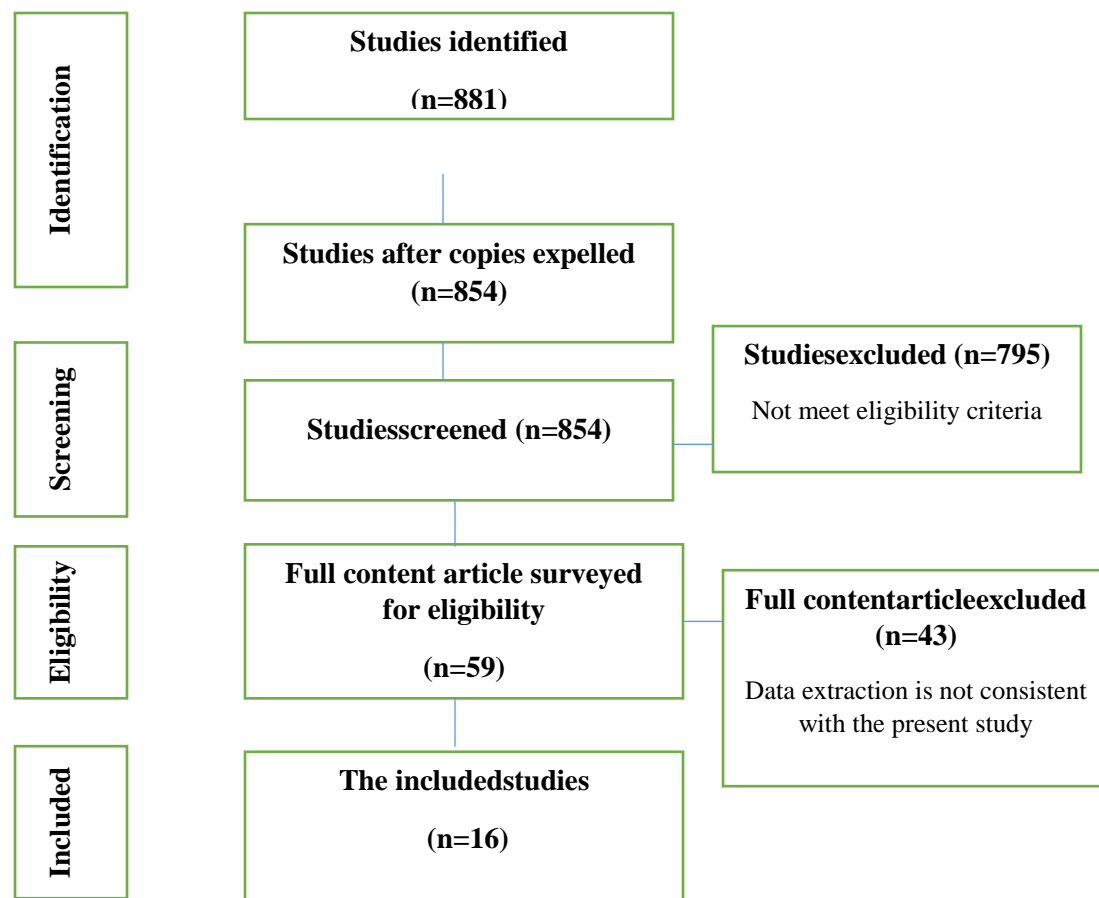 Identification
Studies identified
(n=881)
Studies after copies expelled
(n=854)
Screening
Studiesscreened (n=854)
Studiesexcluded (n=795)
Not meet eligibility criteria
Eligibility
Full content article surveyed
for eligibility
(n=59)
Full contentarticleexcluded
(n=43)
Data extraction is not consistent
with the present study
Included
The includedstudies
(n=16)